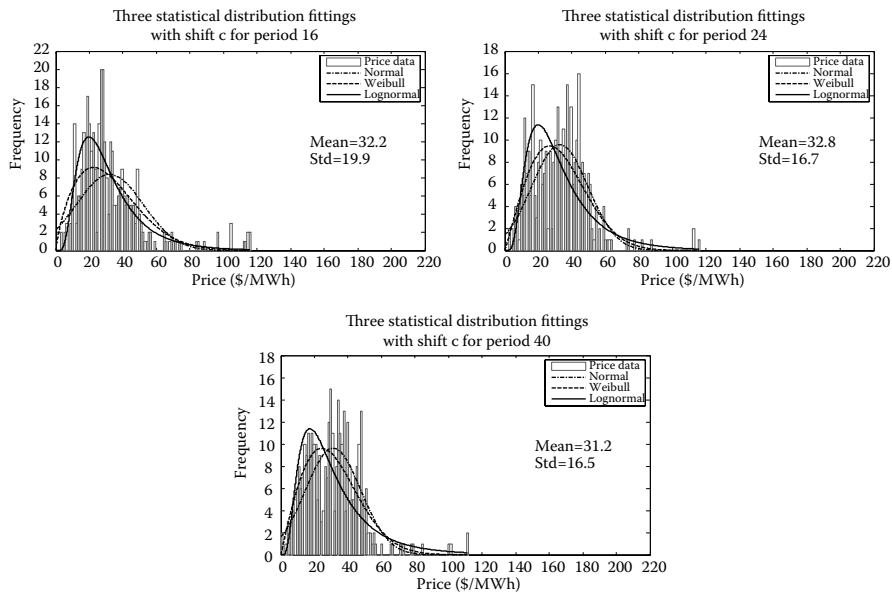 Three statistical distribution fittings
with shift c for period 16
22
20
18
16
14
12
10
8
6
4
2
0
Frequency
Price data
Normal
Weibull
Lognormal
Mean=32.2
Std=19.9
0 20 40 60 80 100 120 140 160 180 200 220
Price ($/MWh)
Three statistical distribution fittings
with shift c for period 24
18
16
14
12
10
8
6
4
2
0
Frequency
Price data
Normal
Weibull
Lognormal
Mean=32.8
Std=16.7
0 20 40 60 80 100 120 140 160 180 200 220
Price ($/MWh)
Three statistical distribution fittings
with shift c for period 40
18
16
14
12
10
8
6
4
2
0
Frequency
Price data
Normal
Weibull
Lognormal
Mean=31.2
Std=16.5
0 20 40 60 80 100 120 140 160 180 200 220
Price ($/MWh)